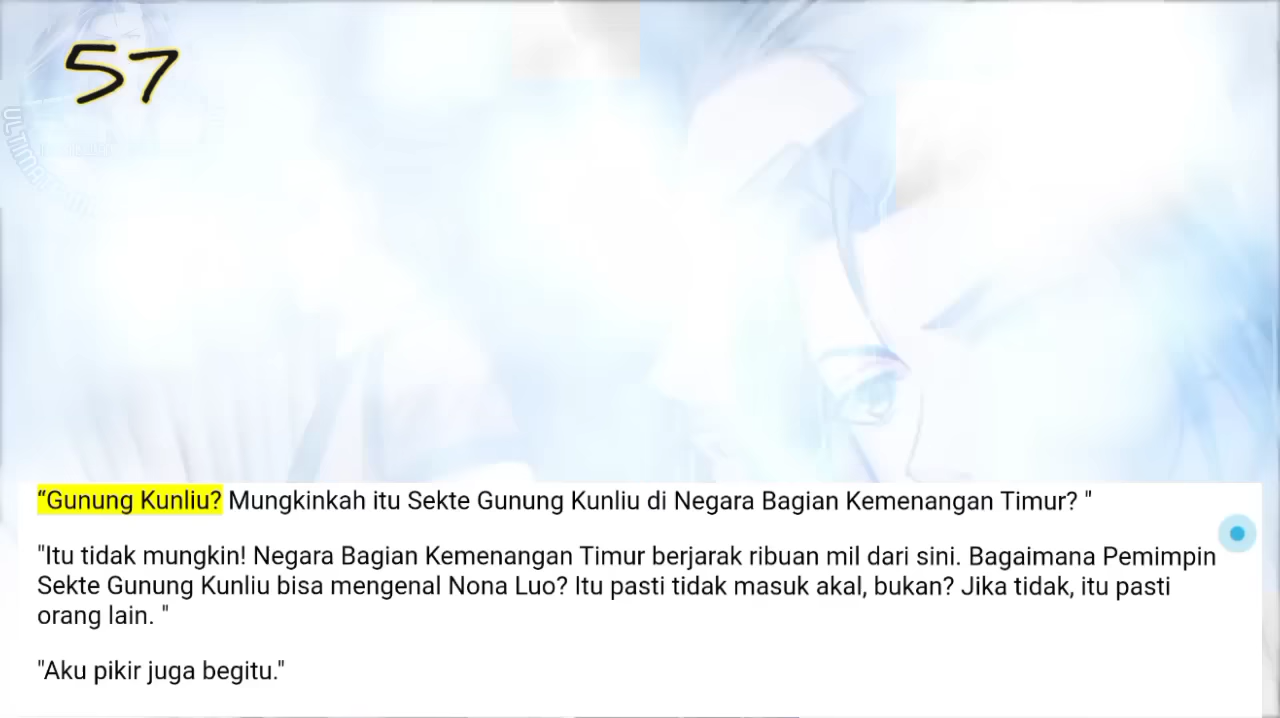 57
“Gunung Kunliu? Mungkinkah itu Sekte Gunung Kunliu di Negara Bagian Kemenangan Timur? "
"Itu tidak mungkin! Negara Bagian Kemenangan Timur berjarak ribuan mil dari sini. Bagaimana Pemimpin
Sekte Gunung Kunliu bisa mengenal Nona Luo? Itu pasti tidak masuk akal, bukan? Jika tidak, itu pasti
orang lain. "
"Aku pikir juga begitu."